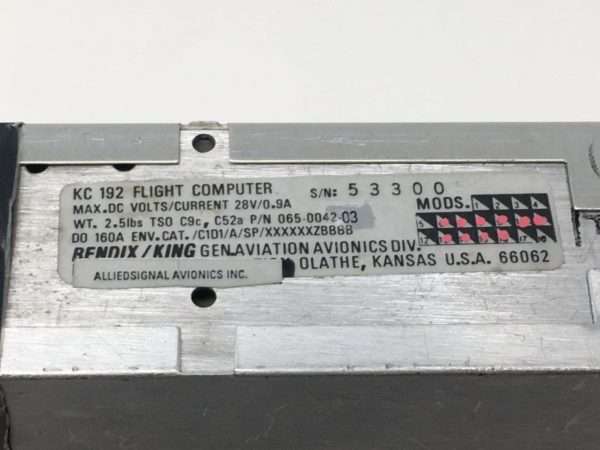 KC 192 FLIGHT COMPUTER S/N: 53300
MAX. DC VOLTS/CURRENT 28V/0.9A MODS.
WT. 2.5lbs TSO C9c, C52a P/N 065-0042-03
DO 160A ENV. CAT. /C1D1/A/SP/XXXXXXZBBBB
BENDIX/KING GEN. AVIATION AVIONICS DIV.
OLATHE, KANSAS U.S.A. 66062
ALLIEDSIGNAL AVIONICS INC.